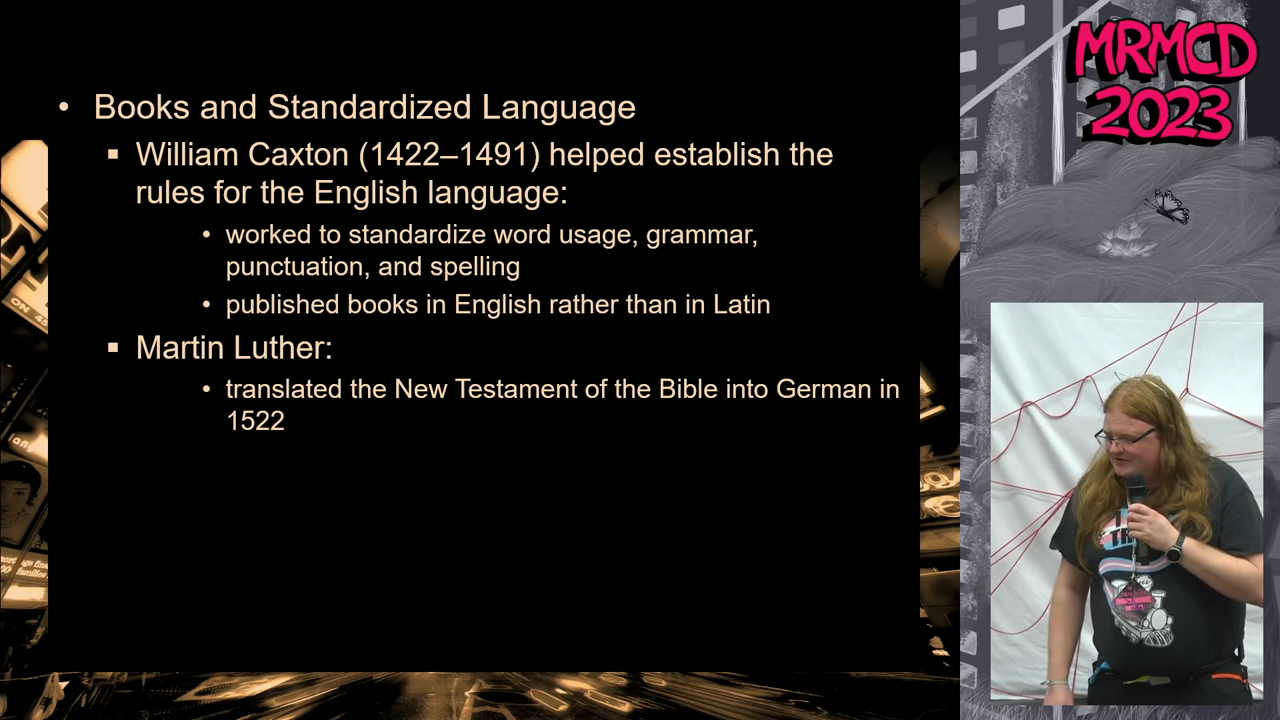 • Books and Standardized Language
▪ William Caxton (1422–1491) helped establish the
rules for the English language:
• worked to standardize word usage, grammar,
punctuation, and spelling
• published books in English rather than in Latin
▪ Martin Luther:
• translated the New Testament of the Bible into German in
1522
MRMCD
2023